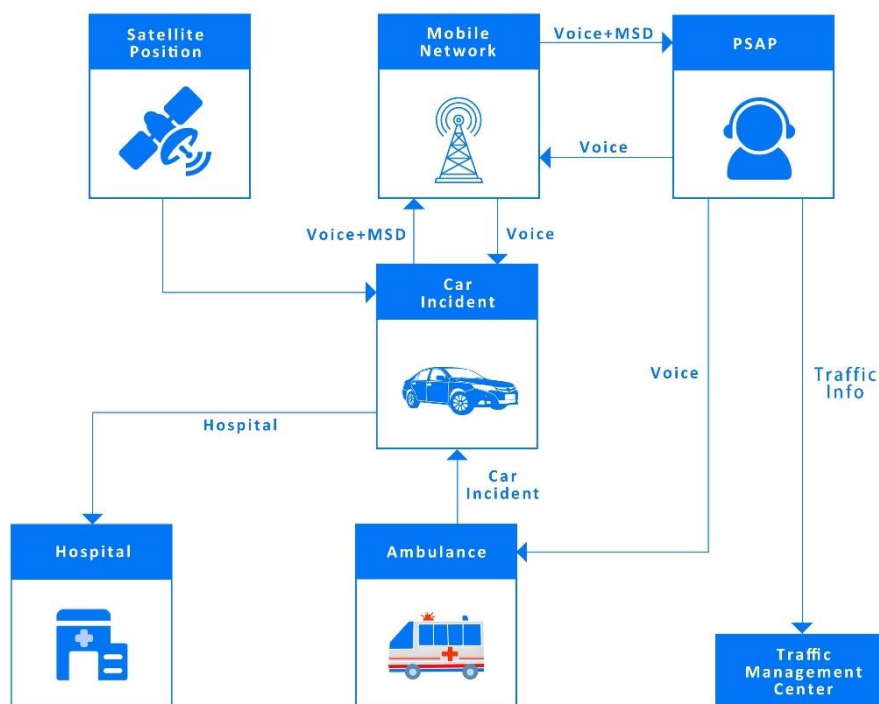 Satellite
Position
Mobile
Network
Voice+MSD
PSAP
Voice
Voice+MSD
Voice
Car
Incident
Voice
Traffic
Info
Hospital
Car
Incident
Hospital
Ambulance
Traffic
Management
Center